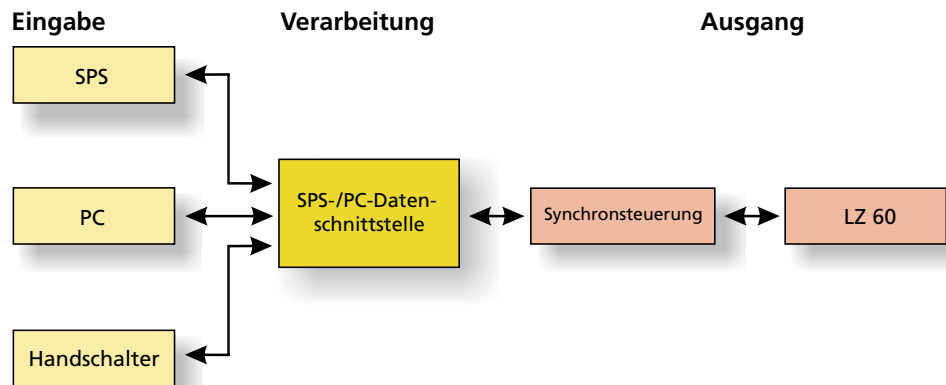 Eingabe
Verarbeitung
Ausgang
SPS
PC
Handschalter
SPS-/PC-Daten-
schnittstelle
Synchronsteuerung
LZ 60